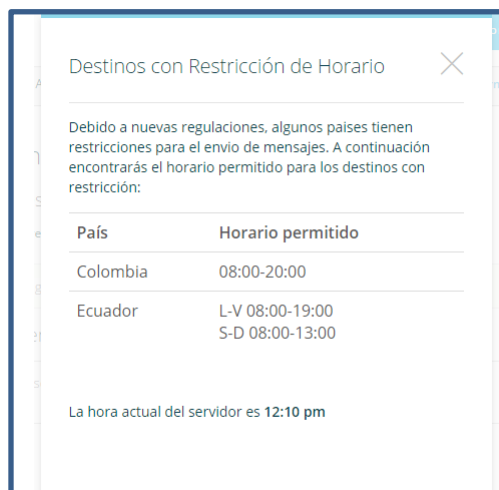 Destinos con Restricción de Horario
Debido a nuevas regulaciones, algunos paises tienen
restricciones para el envio de mensajes. A continuación
encontrarás el horario permitido para los destinos con
restricción:
País Horario permitido
Colombia 08:00-20:00
Ecuador L-V 08:00-19:00
S-D 08:00-13:00
La hora actual del servidor es 12:10 pm